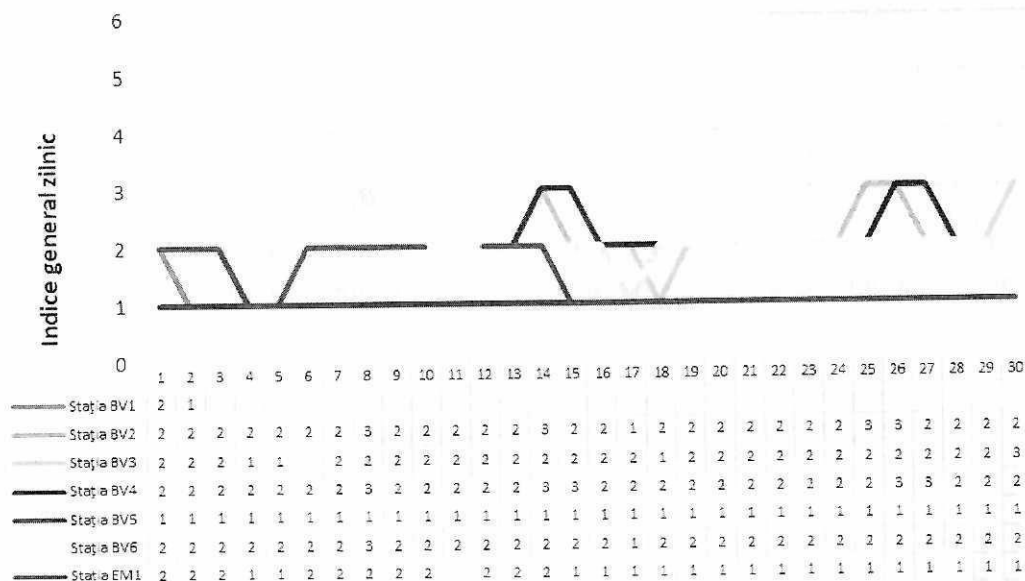 6
5
4
3
2
1
0
Indice general zilnic
1 2 3 4 5 6 7 8 9 10 11 12 13 14 15 16 17 18 19 20 21 22 23 24 25 26 27 28 29 30
Stația BV1 2 1
Stația BV2 2 2 2 2 2 2 2 3 2 2 2 2 2 3 2 2 1 2 2 2 2 2 2 2 3 3 2 2 2 2
Stația BV3 2 2 2 1 1 2 2 2 2 2 2 2 2 2 2 2 1 2 2 2 2 2 2 2 2 2 2 2 3
Stația BV4 2 2 2 2 2 2 2 3 2 2 2 2 2 3 3 2 2 2 2 2 2 2 2 2 2 3 3 2 2 2
Stația BV5 1 1 1 1 1 1 1 1 1 1 1 1 1 1 1 1 1 1 1 1 1 1 1 1 1 1 1 1 1 1
Stația BV6 2 2 2 2 2 2 2 3 2 2 2 2 2 2 2 2 1 2 2 2 2 2 2 2 2 2 2 2 2 2
Stația EM1 2 2 2 1 1 2 2 2 2 2 2 2 2 1 1 1 1 1 1 1 1 1 1 1 1 1 1 1 1